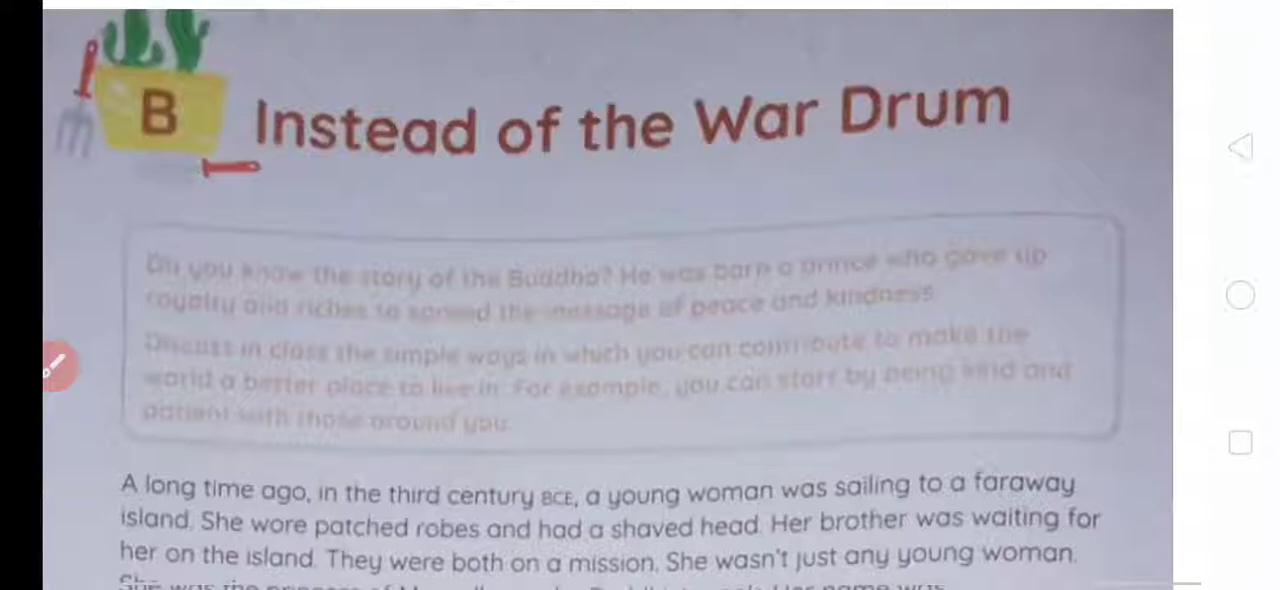 B
Instead of the War Drum
Do you know the story of the Buddha? He was born a prince who gave up
royalty and riches to spread the message of peace and kindness.
Discuss in class the simple ways in which you can contribute to make the
world a better place to live in. For example, you can start by being kind and
patient with those around you.
A long time ago, in the third century BCE, a young woman was sailing to a faraway
island. She wore patched robes and had a shaved head. Her brother was waiting for
her on the island. They were both on a mission. She wasn't just any young woman.
She was the princess of